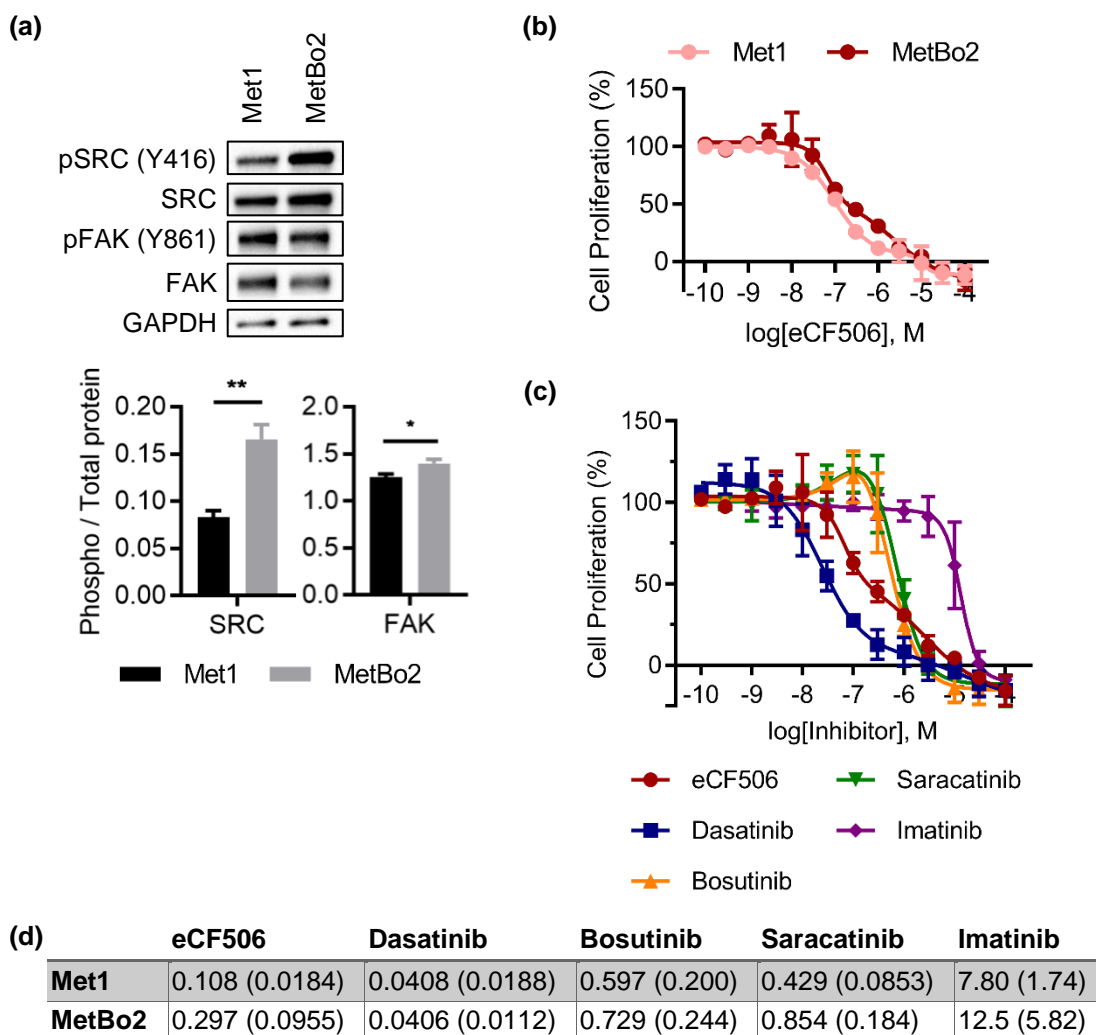 (a)
Met1
MetBo2
pSRC (Y416)
SRC
pFAK (Y861)
FAK
GAPDH
Phospho / Total protein
0.20
0.15
0.10
0.05
0.00
**
SRC
2.0
1.5
1.0
0.5
0.0
*
FAK
Met1
MetBo2
(b)
Met1
MetBo2
Cell Proliferation (%)
150
100
50
0
-10 -9 -8 -7 -6 -5 -4
log[eCF506], M
(c)
Cell Proliferation (%)
150
100
50
0
-10 -9 -8 -7 -6 -5 -4
log[Inhibitor], M
eCF506
Saracatinib
Dasatinib
Imatinib
Bosutinib
(d)
eCF506 Dasatinib Bosutinib Saracatinib Imatinib
Met1 0.108 (0.0184) 0.0408 (0.0188) 0.597 (0.200) 0.429 (0.0853) 7.80 (1.74)
MetBo2 0.297 (0.0955) 0.0406 (0.0112) 0.729 (0.244) 0.854 (0.184) 12.5 (5.82)